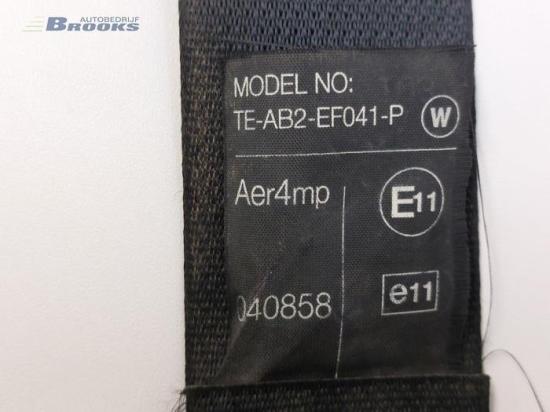 AUTOBEDRIJF
BROOKS
MODEL NO:
TE-AB2-EF041-P W
Aer4mp E11
040858 e11